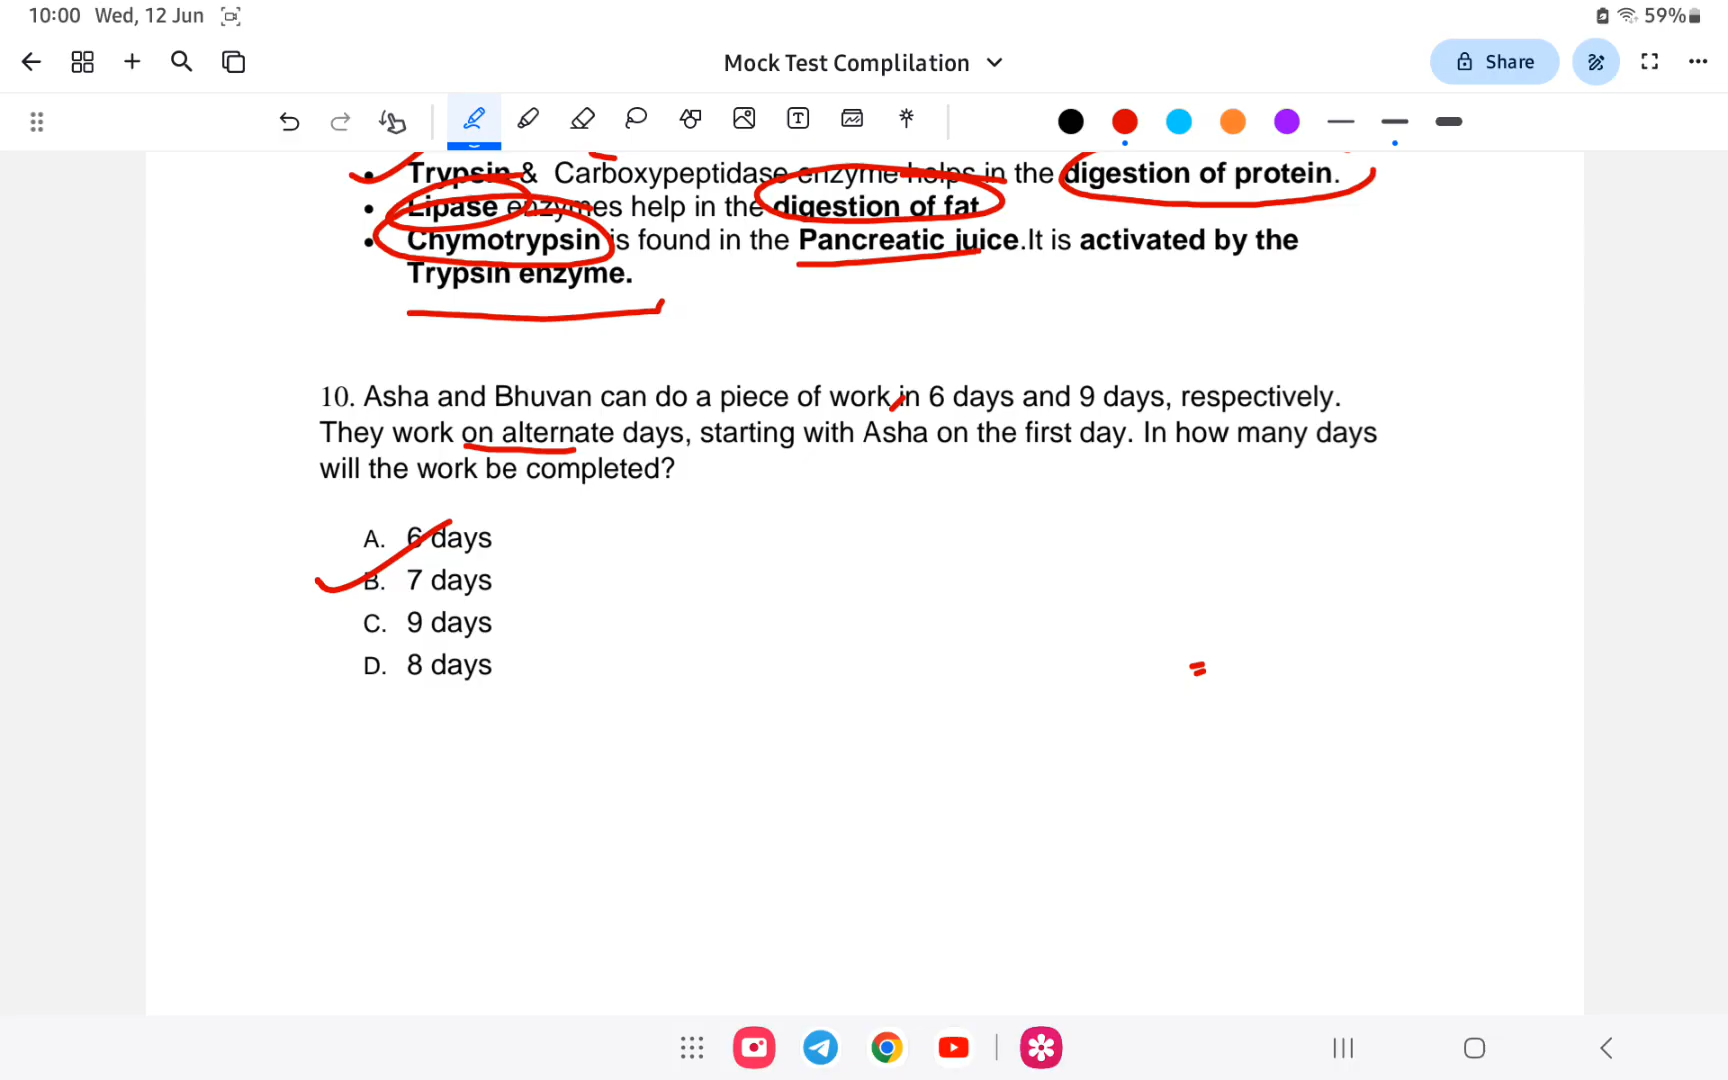 10:00 Wed, 12 Jun 59%
Mock Test Complilation
Share
• Trypsin & Carboxypeptidase enzyme helps in the digestion of protein.
• Lipase enzymes help in the digestion of fat
• Chymotrypsin is found in the Pancreatic juice.It is activated by the
Trypsin enzyme.
10. Asha and Bhuvan can do a piece of work in 6 days and 9 days, respectively.
They work on alternate days, starting with Asha on the first day. In how many days
will the work be completed?
A. 6 days
B. 7 days
C. 9 days
D. 8 days